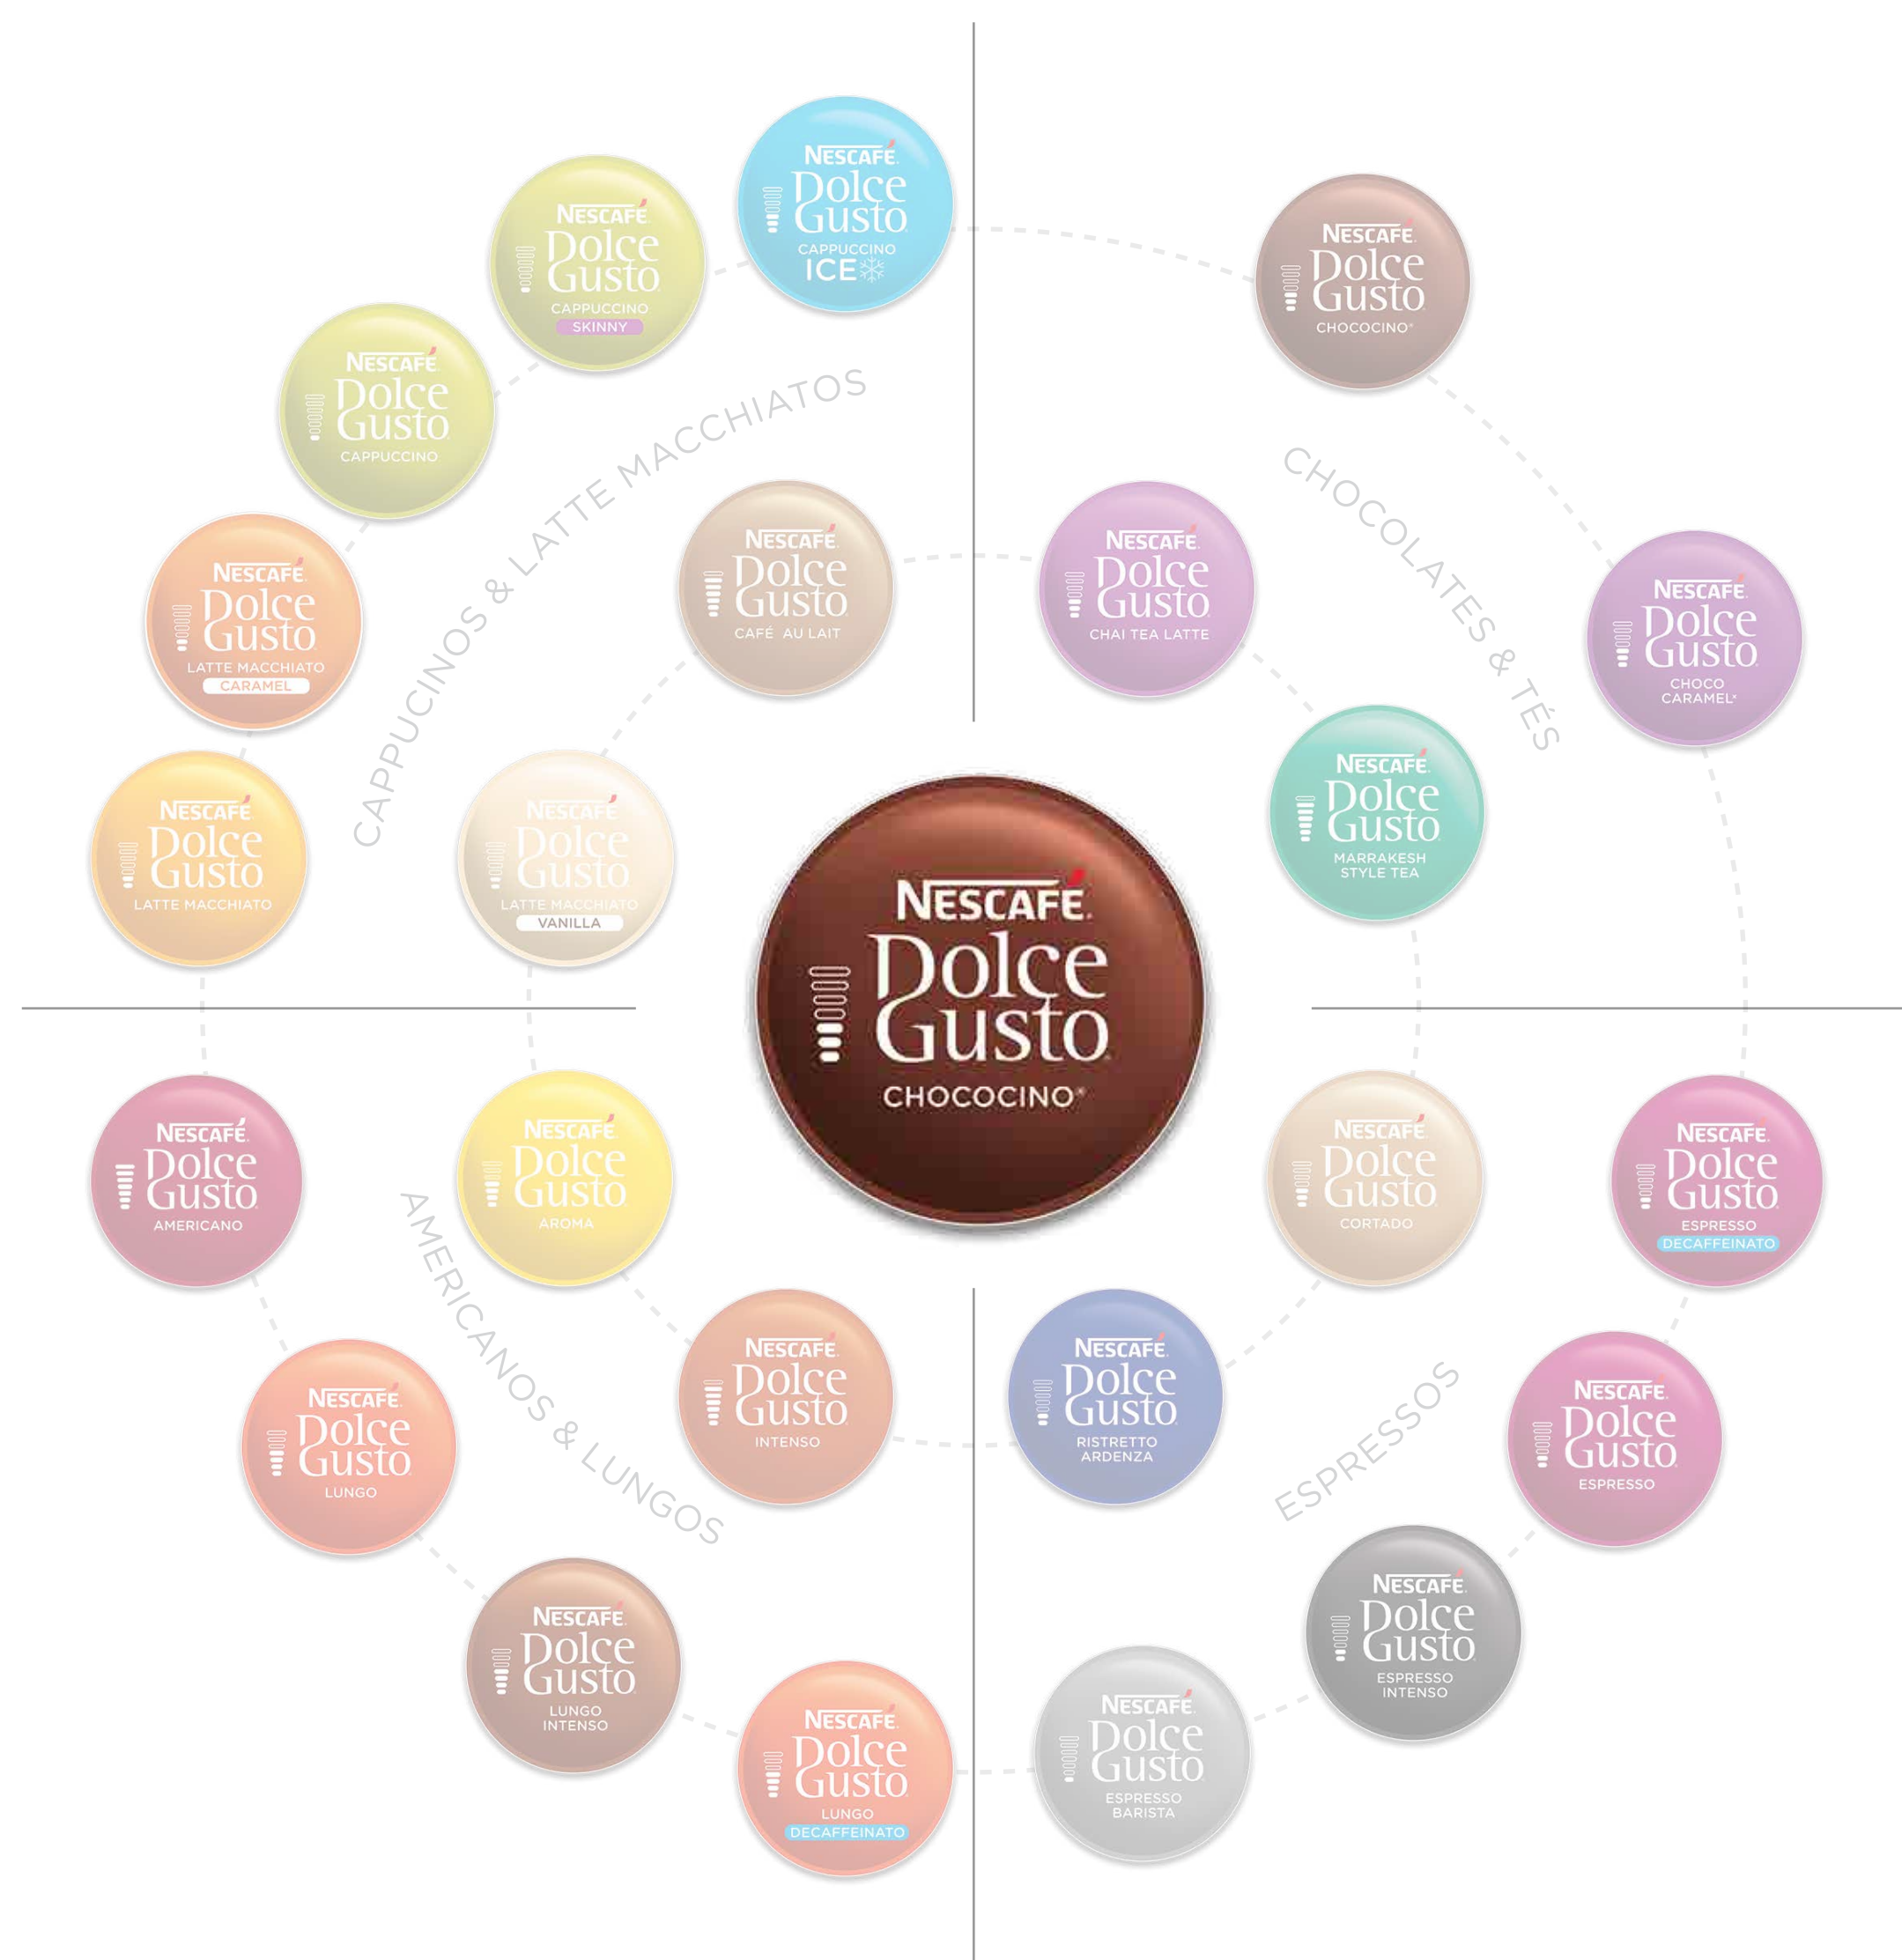 NESCAFÉ.
Dolce
Gusto
CAPPUCCINO
ICE
NESCAFÉ.
Dolce
Gusto
CAPPUCCINO
SKINNY
NESCAFÉ.
Dolce
Gusto
CAPPUCCINO
NESCAFÉ.
Dolce
Gusto
LATTE MACCHIATO
CARAMEL
NESCAFÉ.
Dolce
Gusto
LATTE MACCHIATO
CAPPUCINOS & LATTE MACCHIATOS
NESCAFÉ.
Dolce
Gusto
CAFÉ AU LAIT
NESCAFÉ.
Dolce
Gusto
LATTE MACCHIATO
VANILLA
NESCAFÉ.
Dolce
Gusto
CHOCOCINO®
NESCAFÉ.
Dolce
Gusto
CHOCO
CARAMEL*
CHOCOLATES & TÉS
NESCAFÉ.
Dolce
Gusto
CHAI TEA LATTE
NESCAFÉ.
Dolce
Gusto
MARRAKESH
STYLE TEA
NESCAFÉ.
Dolce
Gusto
CHOCOCINO®
NESCAFÉ.
Dolce
Gusto
AMERICANO
NESCAFÉ.
Dolce
Gusto
AROMA
AMERICANOS & LUNGOS
NESCAFÉ.
Dolce
Gusto
INTENSO
NESCAFÉ.
Dolce
Gusto
LUNGO
NESCAFÉ.
Dolce
Gusto
LUNGO
INTENSO
NESCAFÉ.
Dolce
Gusto
LUNGO
DECAFFEINATO
NESCAFÉ.
Dolce
Gusto
CORTADO
NESCAFÉ.
Dolce
Gusto
ESPRESSO
DECAFFEINATO
NESCAFÉ.
Dolce
Gusto
RISTRETTO
ARDENZA
ESPRESSOS
NESCAFÉ.
Dolce
Gusto
ESPRESSO
NESCAFÉ.
Dolce
Gusto
ESPRESSO
INTENSO
NESCAFÉ.
Dolce
Gusto
ESPRESSO
BARISTA